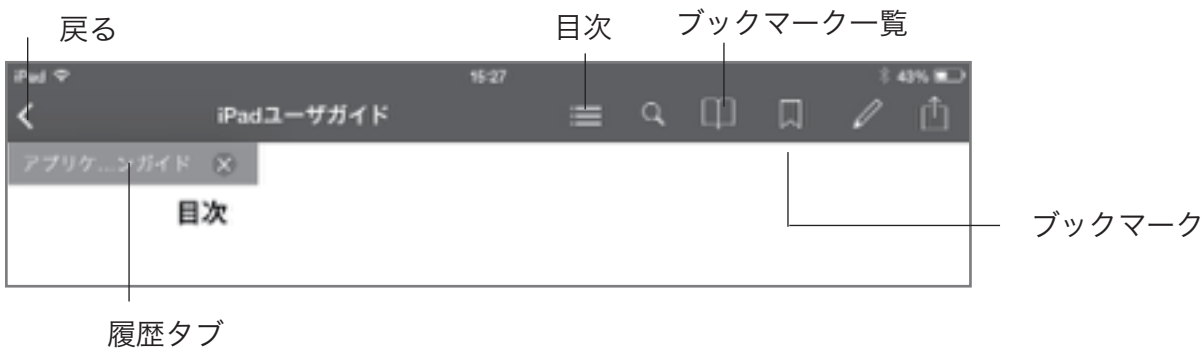 戻る
目次
ブックマーク一覧
iPad
15:27
43%
iPadユーザガイド
アプリケ...ンガイド
目次
ブックマーク
履歴タブ